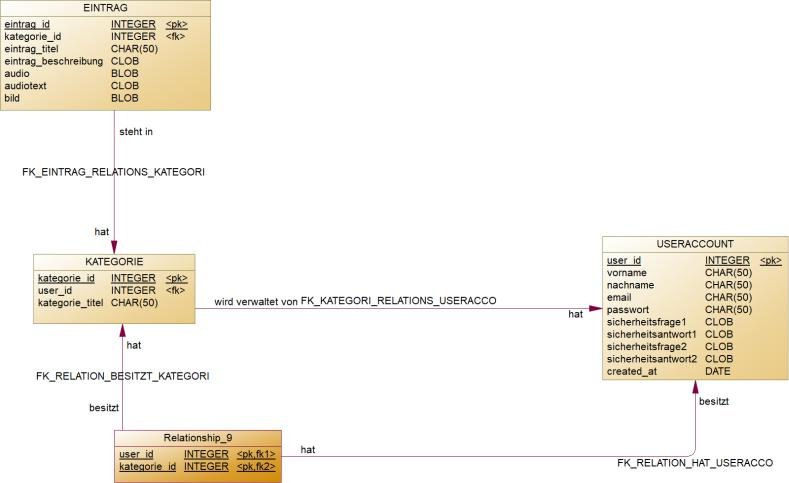 EINTRAG
eintrag_id INTEGER <pk>
kategorie_id INTEGER <fk>
eintrag_titel CHAR(50)
eintrag_beschreibung CLOB
audio BLOB
audiotext CLOB
bild BLOB
steht in
FK_EINTRAG_RELATIONS_KATEGORI
hat
KATEGORIE
kategorie_id INTEGER <pk>
user_id INTEGER <fk>
kategorie_titel CHAR(50)
wird verwaltet von FK_KATEGORI_RELATIONS_USERACCO
hat
USERACCOUNT
user_id INTEGER <pk>
vorname CHAR(50)
nachname CHAR(50)
email CHAR(50)
passwort CHAR(50)
sicherheitsfrage1 CLOB
sicherheitsantwort1 CLOB
sicherheitsfrage2 CLOB
sicherheitsantwort2 CLOB
created_at DATE
hat
FK_RELATION_BESITZT_KATEGORI
besitzt
Relationship_9
user_id INTEGER <pk,fk1>
kategorie_id INTEGER <pk,fk2>
hat
besitzt
FK_RELATION_HAT_USERACCO